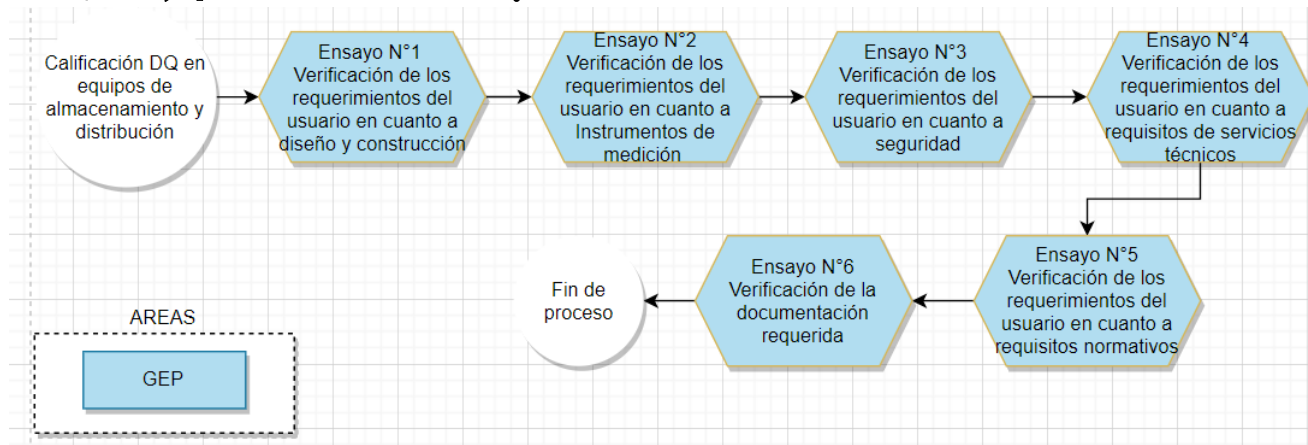 Calificación DQ en
equipos de
almacenamiento y
distribución
Ensayo N°1
Verificación de los
requerimientos del
usuario en cuanto a
diseño y construcción
Ensayo N°2
Verificación de los
requerimientos del
usuario en cuanto a
Instrumentos de
medición
Ensayo N°3
Verificación de los
requerimientos del
usuario en cuanto a
seguridad
Ensayo N°4
Verificación de los
requerimientos del
usuario en cuanto a
requisitos de servicios
técnicos
Ensayo N°5
Verificación de los
requerimientos del
usuario en cuanto a
requisitos normativos
Ensayo N°6
Verificación de la
documentación
requerida
Fin de
proceso
AREAS
GEP